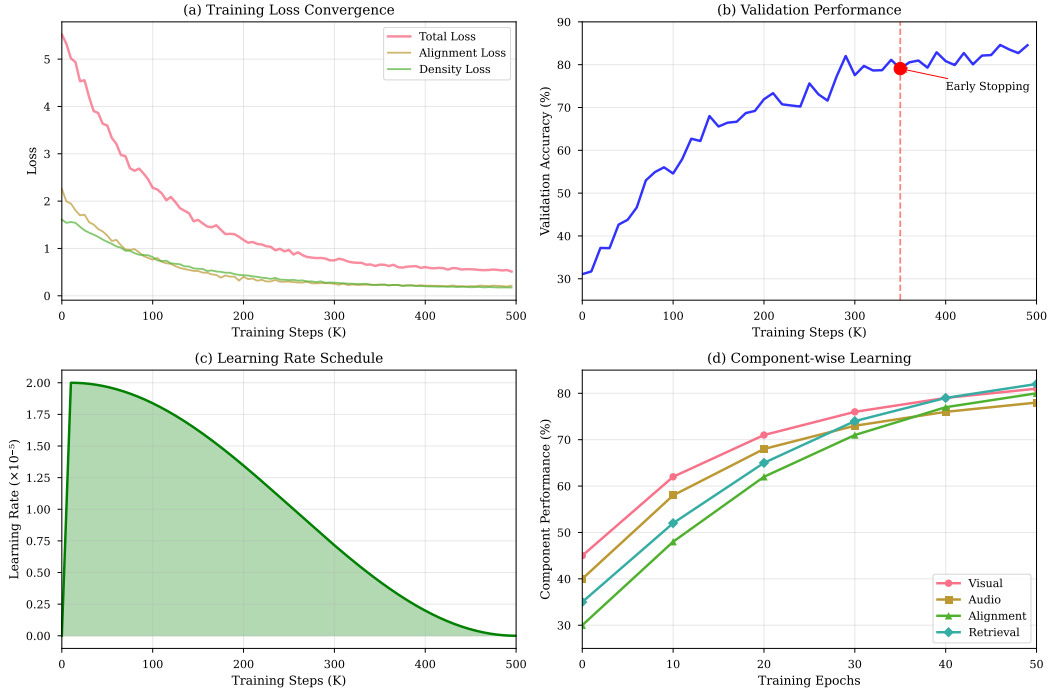 (a) Training Loss Convergence
Loss
5
4
3
2
1
0
Total Loss
Alignment Loss
Density Loss
0 100 200 300 400 500
Training Steps (K)
(b) Validation Performance
Validation Accuracy (%)
90
80
70
60
50
40
30
Early Stopping
0 100 200 300 400 500
Training Steps (K)
(c) Learning Rate Schedule
Learning Rate (×10⁻⁵)
2.00
1.75
1.50
1.25
1.00
0.75
0.50
0.25
0.00
0 100 200 300 400 500
Training Steps (K)
(d) Component-wise Learning
Component Performance (%)
80
70
60
50
40
30
Visual
Audio
Alignment
Retrieval
0 10 20 30 40 50
Training Epochs